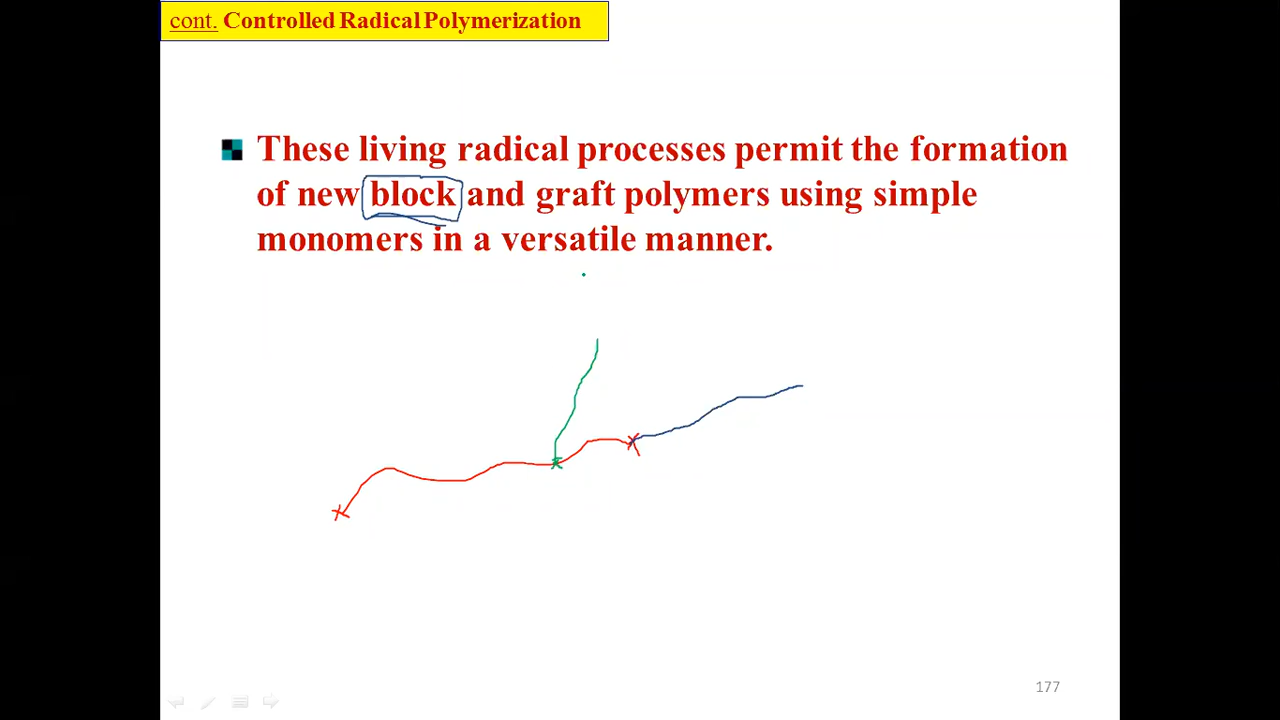 cont. Controlled Radical Polymerization
These living radical processes permit the formation
of new block and graft polymers using simple
monomers in a versatile manner.
177